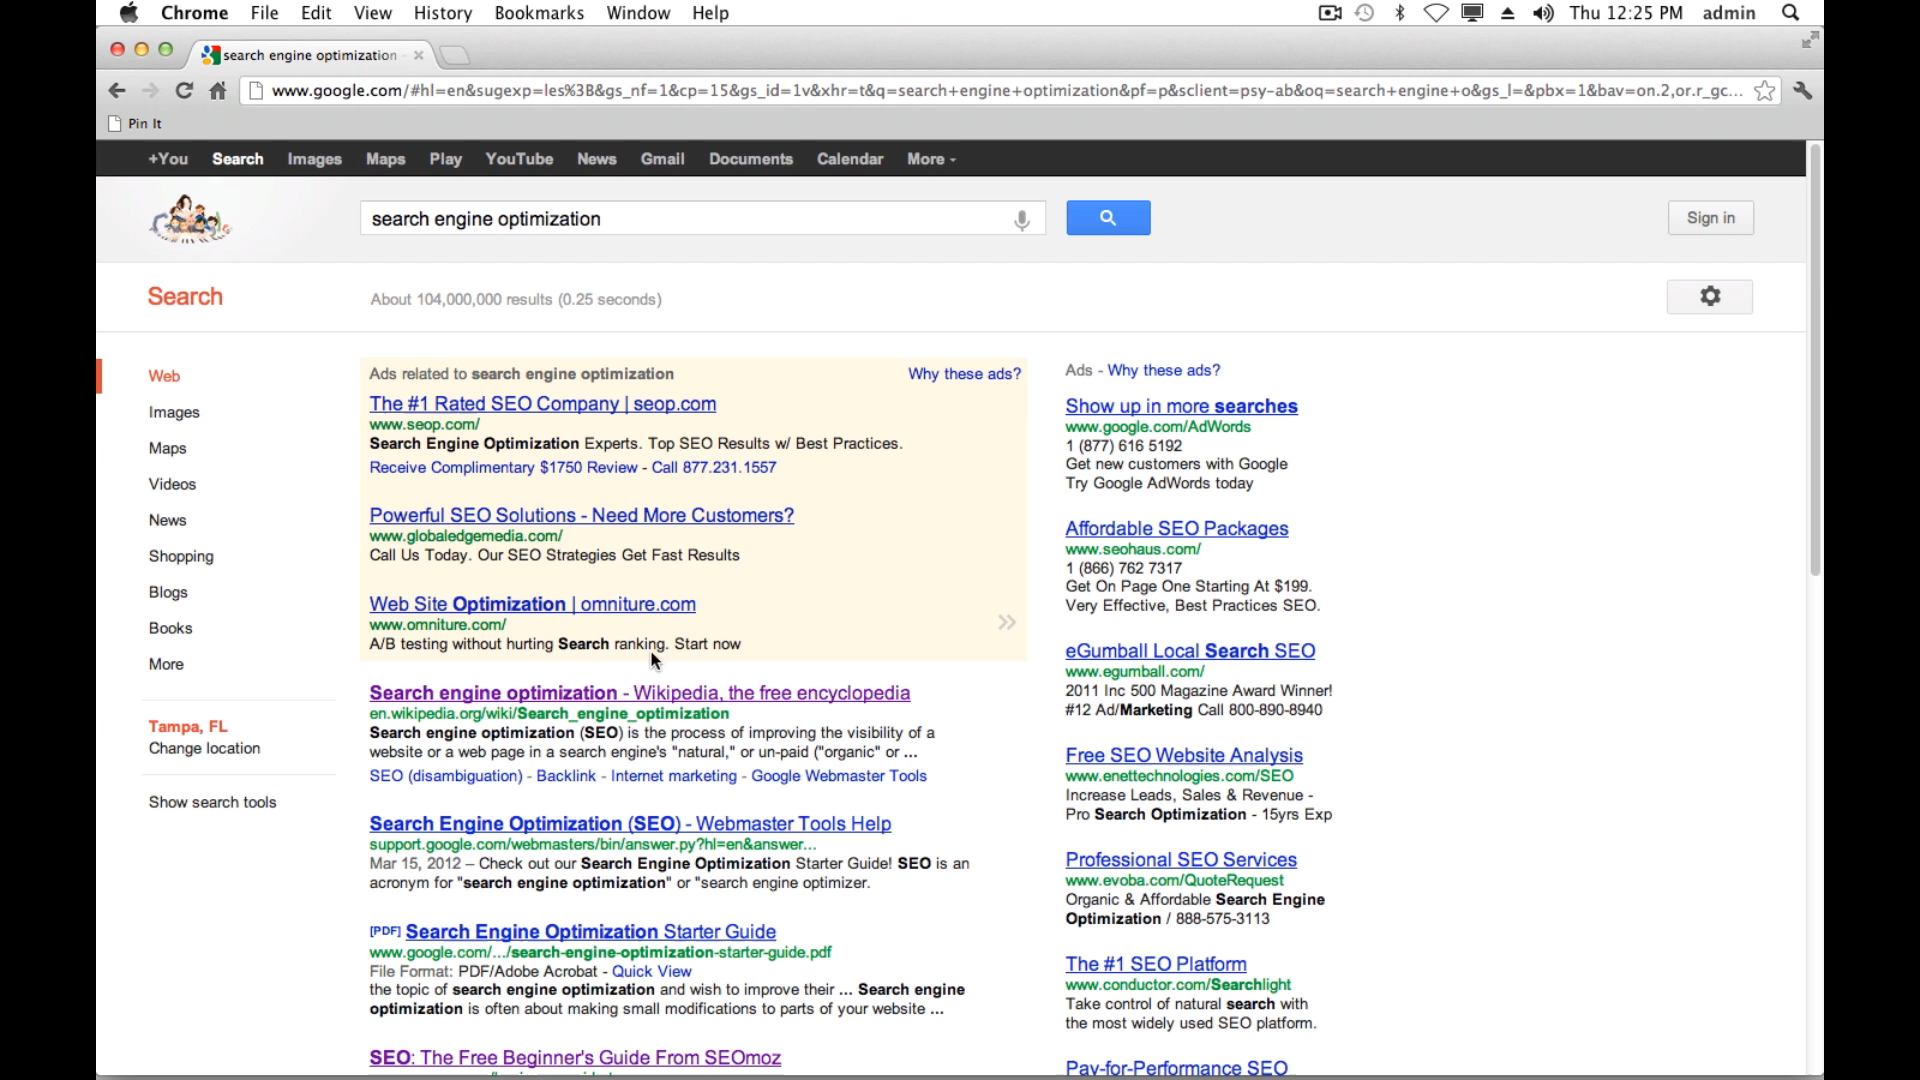 Chrome File Edit View History Bookmarks Window Help
Thu 12:25 PM admin
search engine optimization
www.google.com/#hl=en&sugexp=les%3B&gs_nf=1&cp=15&gs_id=1v&xhr=t&q=search+engine+optimization&pf=p&sclient=psy-ab&oq=search+engine+o&gs_l=&pbx=1&bav=on.2,or.r_gc...
Pin It
+You Search Images Maps Play YouTube News Gmail Documents Calendar More
search engine optimization
Sign in
Search
About 104,000,000 results (0.25 seconds)
Web
Images
Maps
Videos
News
Shopping
Blogs
Books
More
Tampa, FL
Change location
Show search tools
Ads related to search engine optimization
Why these ads?
The #1 Rated SEO Company | seop.com
www.seop.com/
Search Engine Optimization Experts. Top SEO Results w/ Best Practices.
Receive Complimentary $1750 Review - Call 877.231.1557
Powerful SEO Solutions - Need More Customers?
www.globaledgemedia.com/
Call Us Today. Our SEO Strategies Get Fast Results
Web Site Optimization | omniture.com
www.omniture.com/
A/B testing without hurting Search ranking. Start now
Search engine optimization - Wikipedia, the free encyclopedia
en.wikipedia.org/wiki/Search_engine_optimization
Search engine optimization (SEO) is the process of improving the visibility of a
website or a web page in a search engine's "natural," or un-paid ("organic" or ...
SEO (disambiguation) - Backlink - Internet marketing - Google Webmaster Tools
Search Engine Optimization (SEO) - Webmaster Tools Help
support.google.com/webmasters/bin/answer.py?hl=en&answer...
Mar 15, 2012 – Check out our Search Engine Optimization Starter Guide! SEO is an
acronym for "search engine optimization" or "search engine optimizer.
[PDF] Search Engine Optimization Starter Guide
www.google.com/.../search-engine-optimization-starter-guide.pdf
File Format: PDF/Adobe Acrobat - Quick View
the topic of search engine optimization and wish to improve their ... Search engine
optimization is often about making small modifications to parts of your website ...
SEO: The Free Beginner's Guide From SEOmoz
Ads - Why these ads?
Show up in more searches
www.google.com/AdWords
1 (877) 616 5192
Get new customers with Google
Try Google AdWords today
Affordable SEO Packages
www.seohaus.com/
1 (866) 762 7317
Get On Page One Starting At $199.
Very Effective, Best Practices SEO.
eGumball Local Search SEO
www.egumball.com/
2011 Inc 500 Magazine Award Winner!
#12 Ad/Marketing Call 800-890-8940
Free SEO Website Analysis
www.enettechnologies.com/SEO
Increase Leads, Sales & Revenue -
Pro Search Optimization - 15yrs Exp
Professional SEO Services
www.evoba.com/QuoteRequest
Organic & Affordable Search Engine
Optimization / 888-575-3113
The #1 SEO Platform
www.conductor.com/Searchlight
Take control of natural search with
the most widely used SEO platform.
Pay-for-Performance SEO